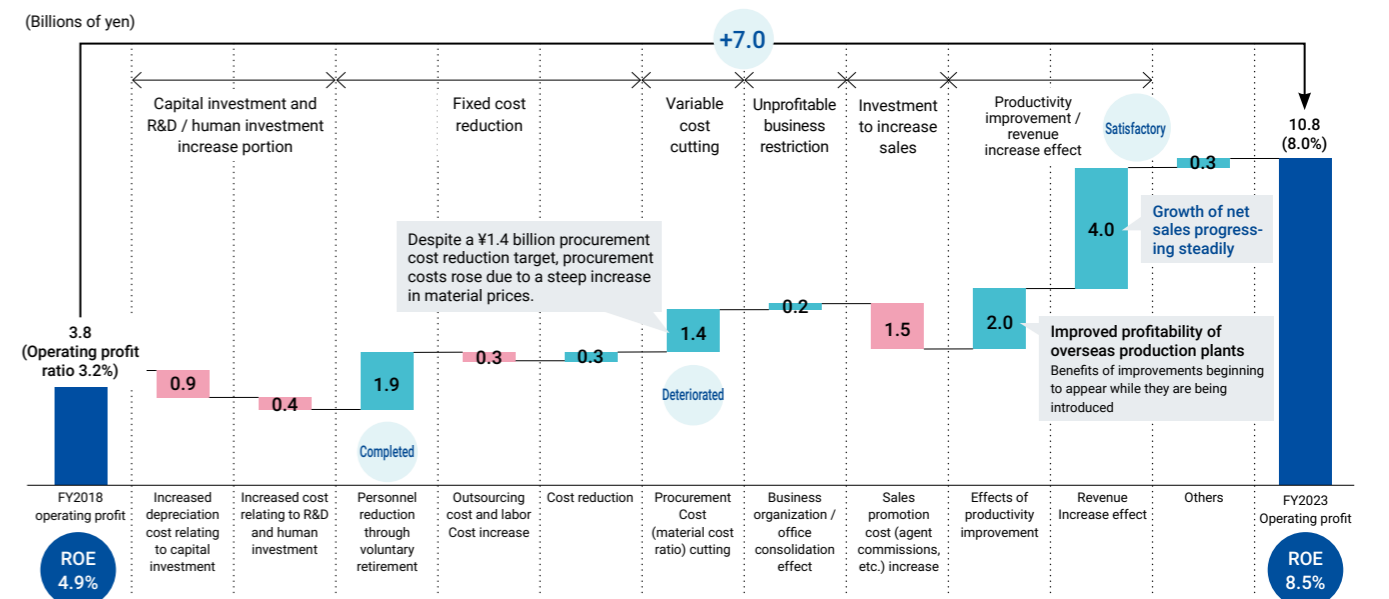 (Billions of yen)
+7.0
Capital investment and
R&D / human investment
increase portion
Fixed cost
reduction
Variable
cost
cutting
Unprofitable
business
restriction
Investment
to increase
sales
Productivity
improvement /
revenue
increase effect
Satisfactory
10.8
(8.0%)
0.3
4.0
Growth of net
sales progress-
ing steadily
Despite a ¥1.4 billion procurement
cost reduction target, procurement
costs rose due to a steep increase
in material prices.
0.2
1.4
1.5
2.0
Improved profitability of
overseas production plants
Benefits of improvements beginning
to appear while they are being
introduced
3.8
(Operating profit
ratio 3.2%)
0.9
0.4
1.9
0.3
0.3
Deteriorated
Completed
FY2018
operating profit
Increased
depreciation
cost relating
to capital
investment
Increased cost
relating to R&D
and human
investment
Personnel
reduction
through
voluntary
retirement
Outsourcing
cost and labor
Cost increase
Cost reduction
Procurement
Cost
(material cost
ratio) cutting
Business
organization /
office
consolidation
effect
Sales
promotion
cost (agent
commissions,
etc.) increase
Effects of
productivity
improvement
Revenue
Increase effect
Others
FY2023
Operating profit
ROE
4.9%
ROE
8.5%